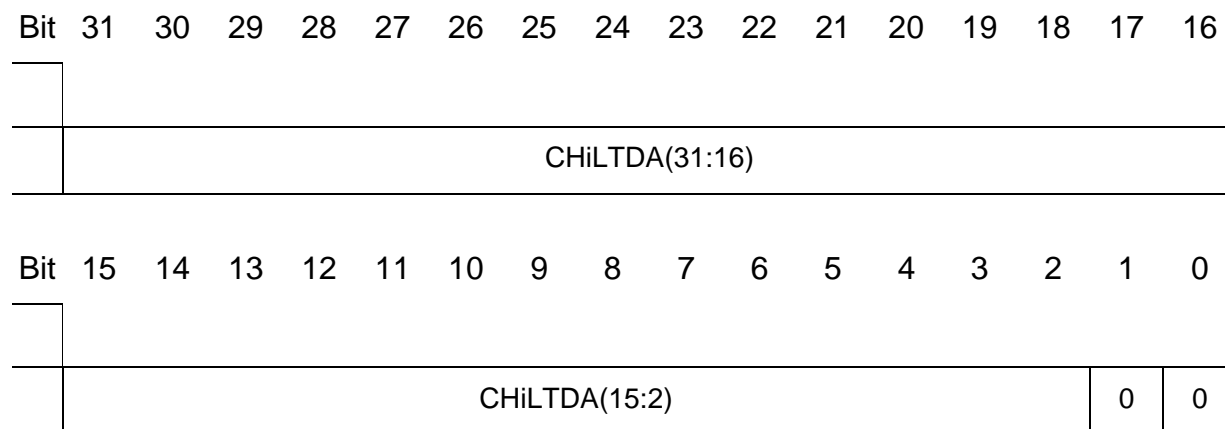 Bit 31 30 29 28 27 26 25 24 23 22 21 20 19 18 17 16
CHiLTDA(31:16)
Bit 15 14 13 12 11 10 9 8 7 6 5 4 3 2 1 0
CHiLTDA(15:2) 0 0